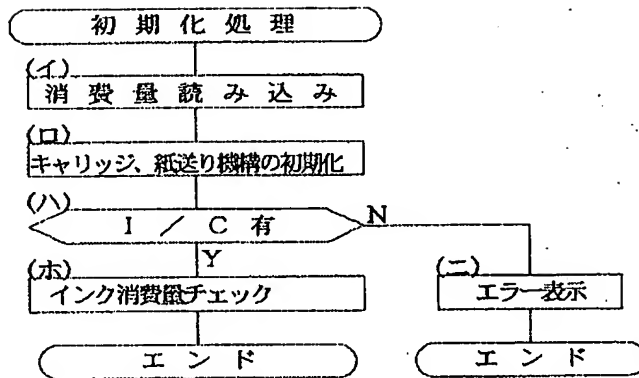 初期化処理
(イ)
消費量読み込み
(ロ)
キャリッジ、紙送り機構の初期化
(ハ)
I/C有
N
Y
(ホ)
インク消費量チェック
(ニ)
エラー表示
エンド
エンド